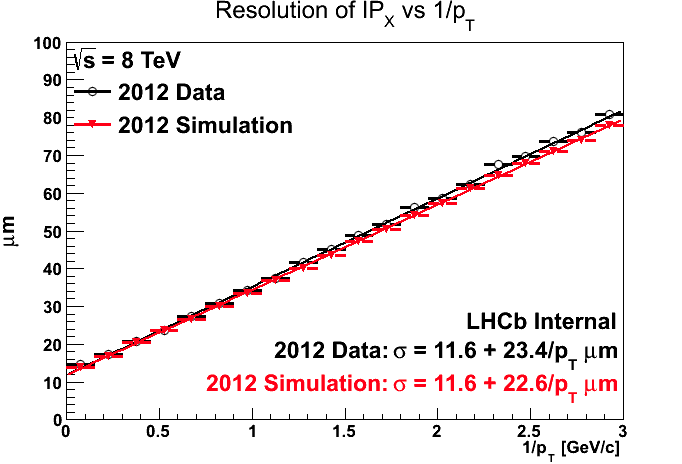 Resolution of IP_X vs 1/p_T
√s = 8 TeV
2012 Data
2012 Simulation
μm
100
90
80
70
60
50
40
30
20
10
0
LHCb Internal
2012 Data: σ = 11.6 + 23.4/p_T μm
2012 Simulation: σ = 11.6 + 22.6/p_T μm
0 0.5 1 1.5 2 2.5 3
1/p_T [GeV/c]